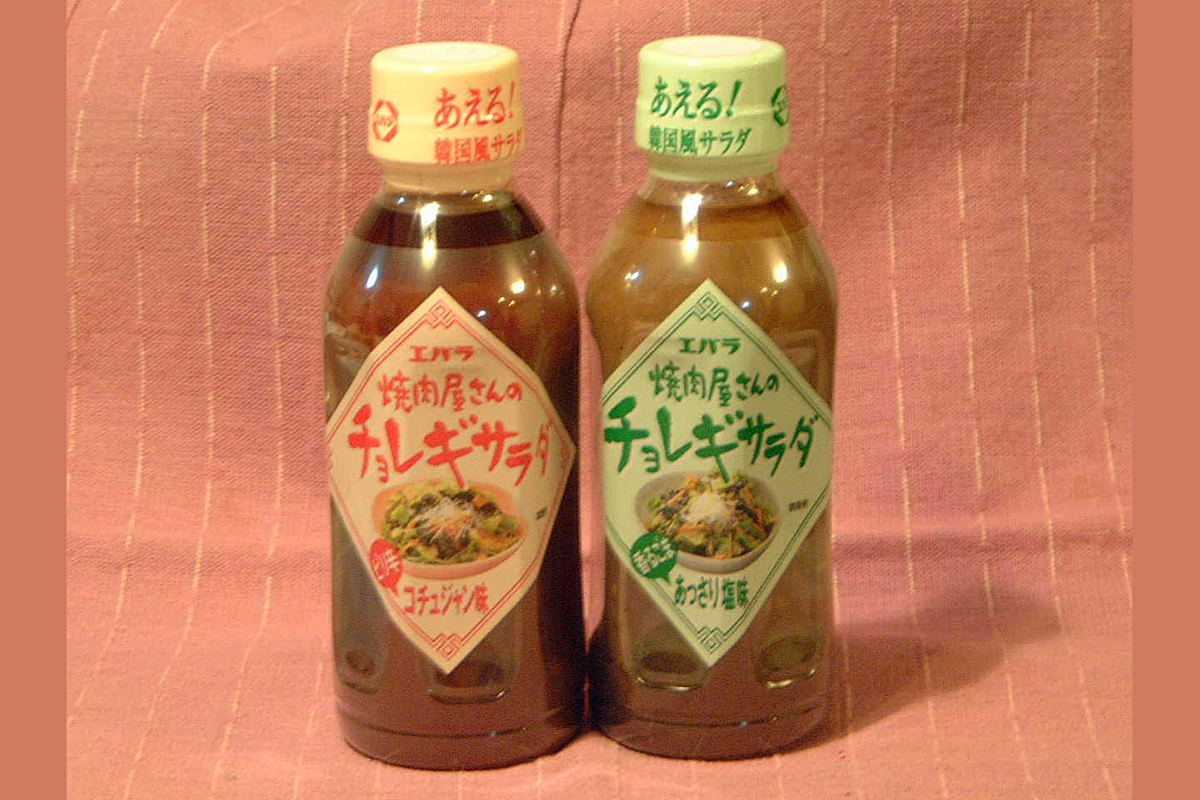 あえる!
韓国風サラダ
エバラ
焼肉屋さんの
チョレギサラダ
旨辛
コチュジャン味
あえる!
韓国風サラダ
エバラ
焼肉屋さんの
チョレギサラダ
香るごま
あっさり塩味